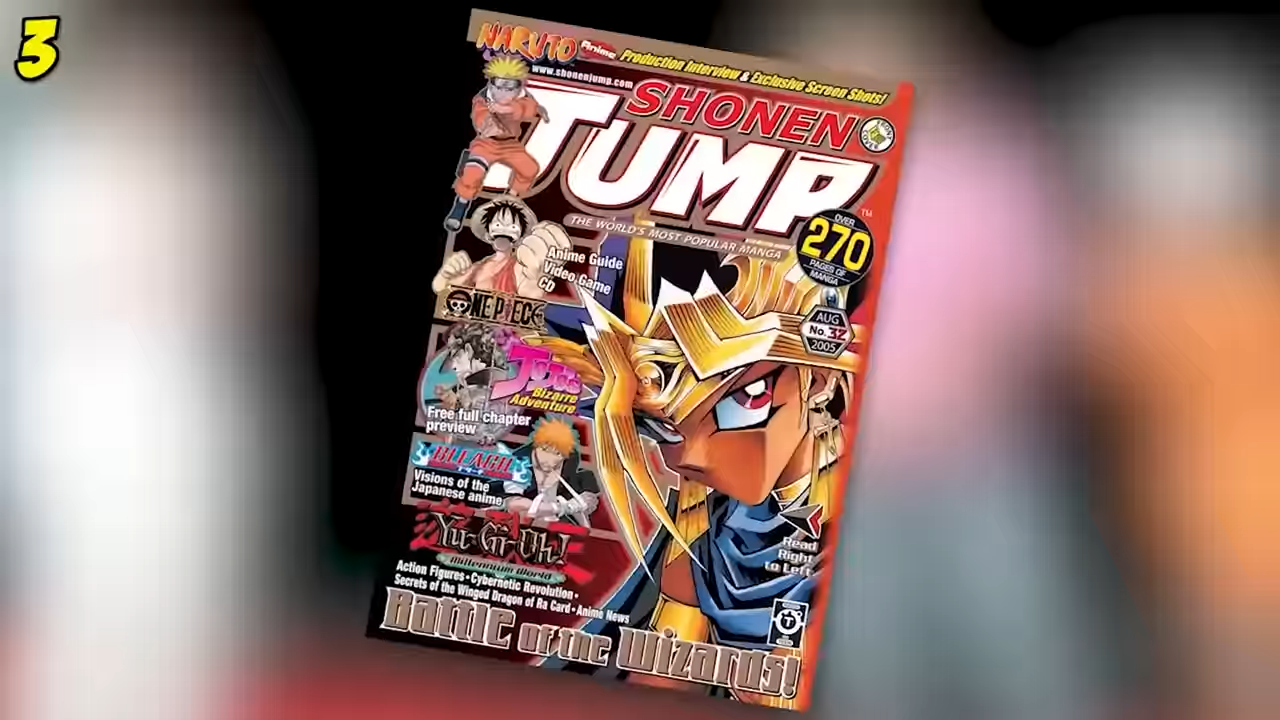 3
NARUTO Anime Production Interview & Exclusive Screen Shots!
www.shonenjump.com
SHONEN
JUMP
THE WORLD'S MOST POPULAR MANGA
TM
OVER
270
PAGES OF
MANGA
AUG
No. 32
2005
Anime Guide
Video Game
CD
ONE PIECE
JoJo's
Bizarre
Adventure
Free full chapter
preview
BLEACH
Visions of the
Japanese anime
Yu-Gi-Oh!
Millennium World
Action Figures • Cybernetic Revolution •
Secrets of the Winged Dragon of Ra Card • Anime News
Battle of the Wizards!
Read
Right
to Left
T